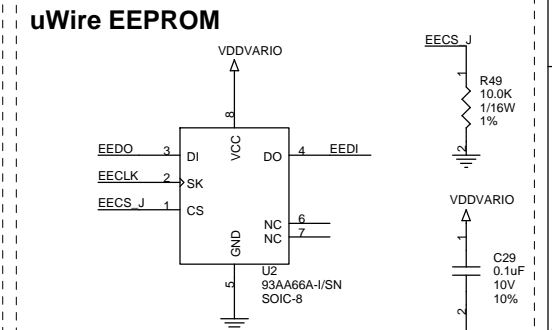 uWire EEPROM
VDDVARIO
8
VCC
EEDO 3 DI
DO 4 EEDI
EECLK 2 SK
EECS_J 1 CS
NC 6
NC 7
GND
5
U2
93AA66A-I/SN
SOIC-8
EECS_J
1
R49
10.0K
1/16W
1%
2
VDDVARIO
1
C29
0.1uF
10V
10%
2